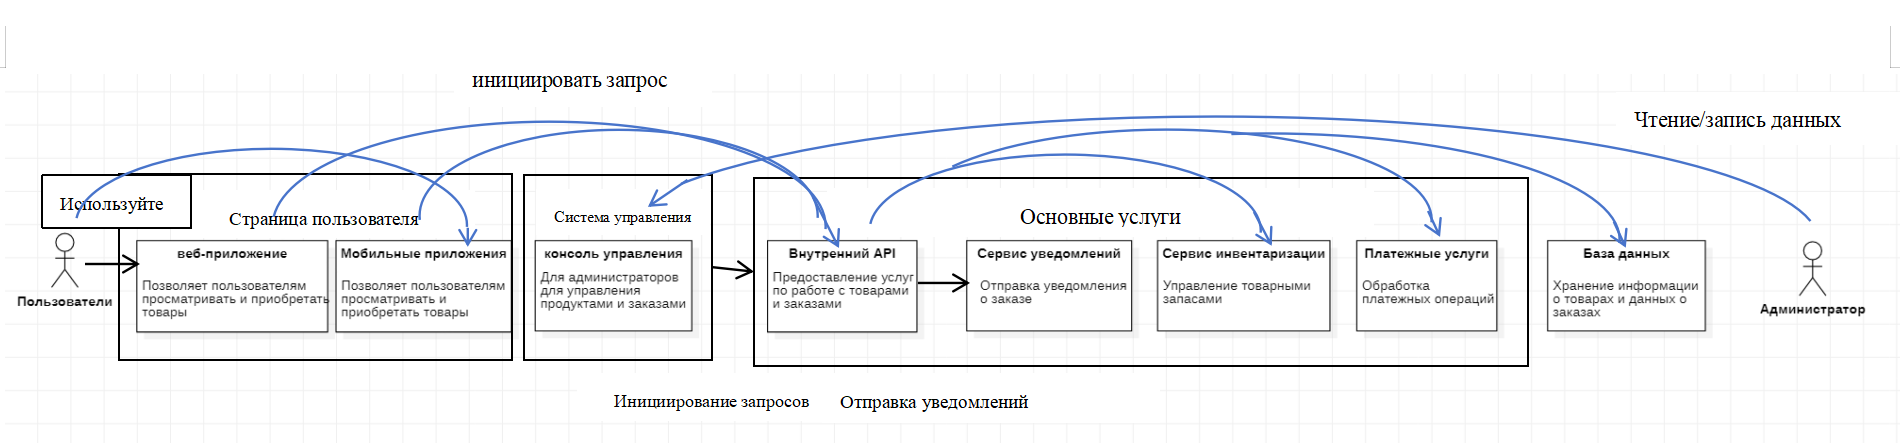 инициировать запрос
Чтение/запись данных
Используйте
Страница пользователя
Система управления
Основные услуги
Пользователи
веб-приложение
Позволяет пользователям
просматривать и приобретать
товары
Мобильные приложения
Позволяет пользователям
просматривать и
приобретать товары
консоль управления
Для администраторов
для управления
продуктами и заказами
Внутренний API
Предоставление услуг
по работе с товарами
и заказами
Сервис уведомлений
Отправка уведомления
о заказе
Сервис инвентаризации
Управление товарными
запасами
Платежные услуги
Обработка
платежных операций
База данных
Хранение информации
о товарах и данных о
заказах
Администратор
Инициирование запросов
Отправка уведомлений